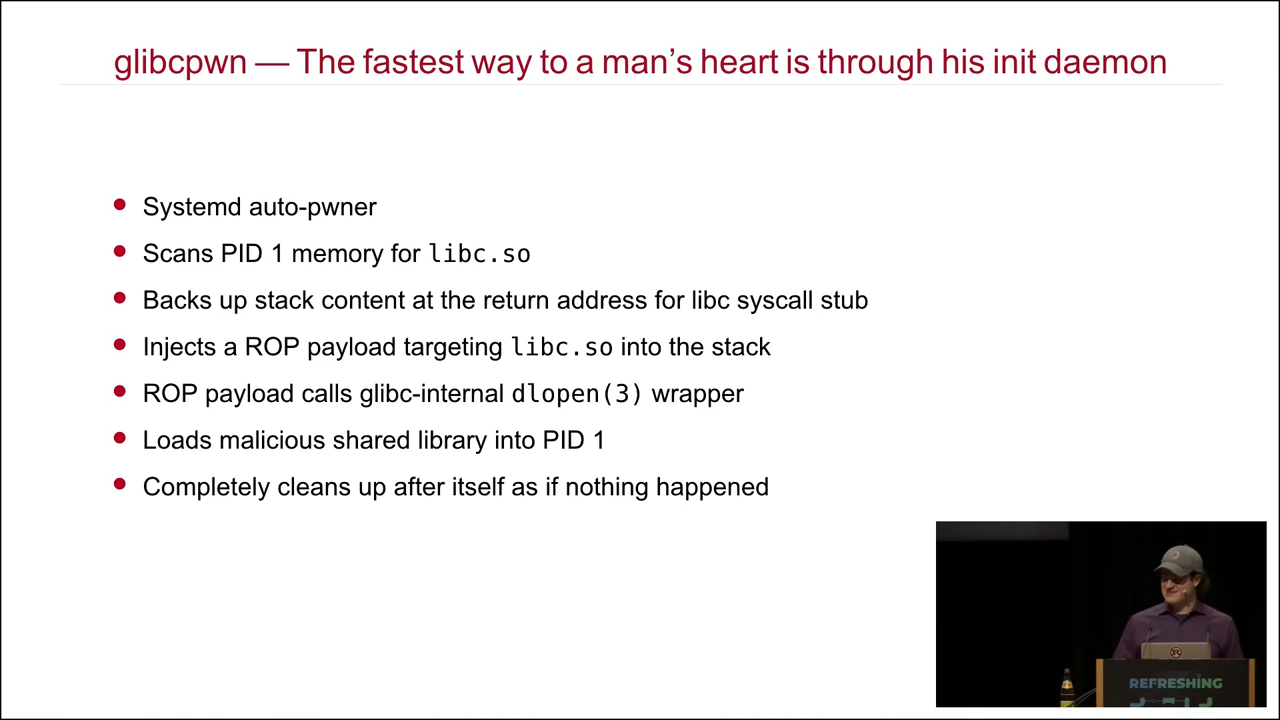 glibcpwn — The fastest way to a man’s heart is through his init daemon
Systemd auto-pwner
Scans PID 1 memory for libc.so
Backs up stack content at the return address for libc syscall stub
Injects a ROP payload targeting libc.so into the stack
ROP payload calls glibc-internal dlopen(3) wrapper
Loads malicious shared library into PID 1
Completely cleans up after itself as if nothing happened
REFRESHING